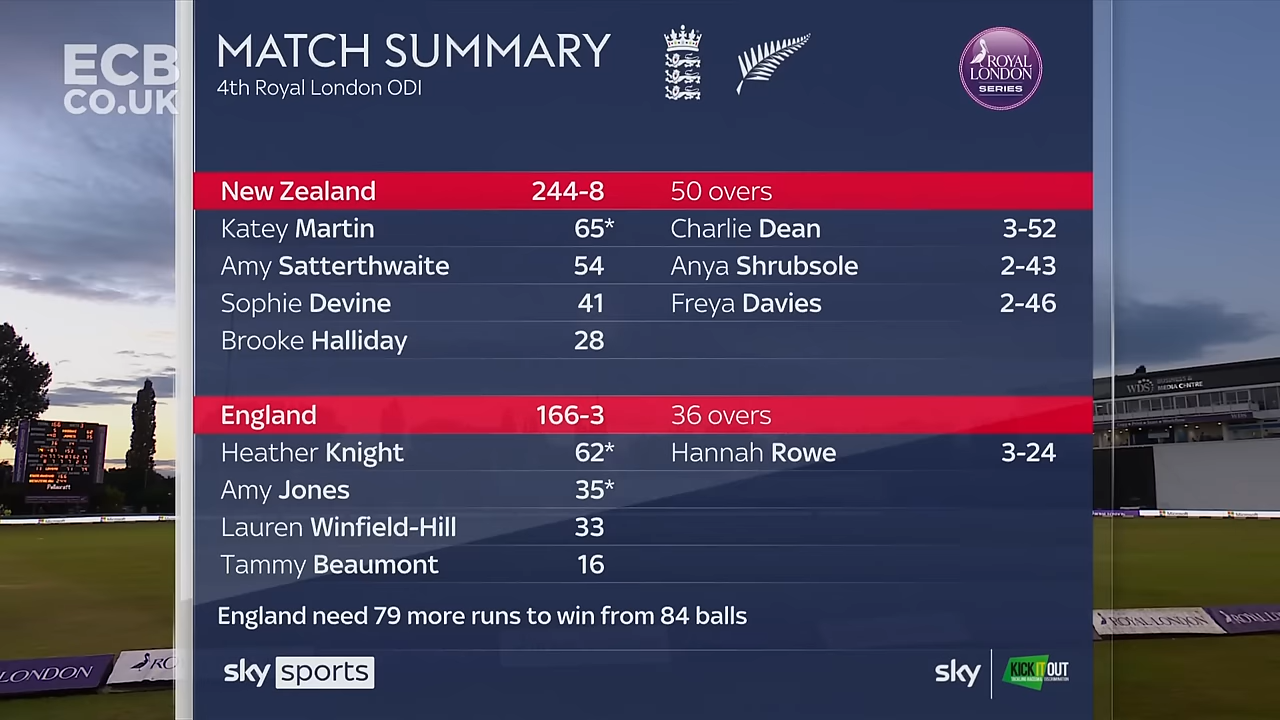 ECB
CO.UK
MATCH SUMMARY
4th Royal London ODI
ROYAL
LONDON
SERIES
New Zealand 244-8 50 overs
Katey Martin 65* Charlie Dean 3-52
Amy Satterthwaite 54 Anya Shrubsole 2-43
Sophie Devine 41 Freya Davies 2-46
Brooke Halliday 28
England 166-3 36 overs
Heather Knight 62* Hannah Rowe 3-24
Amy Jones 35*
Lauren Winfield-Hill 33
Tammy Beaumont 16
England need 79 more runs to win from 84 balls
sky sports
sky KICK IT OUT
WDS
MEDIA CENTRE
LONDON
ROYAL LONDON